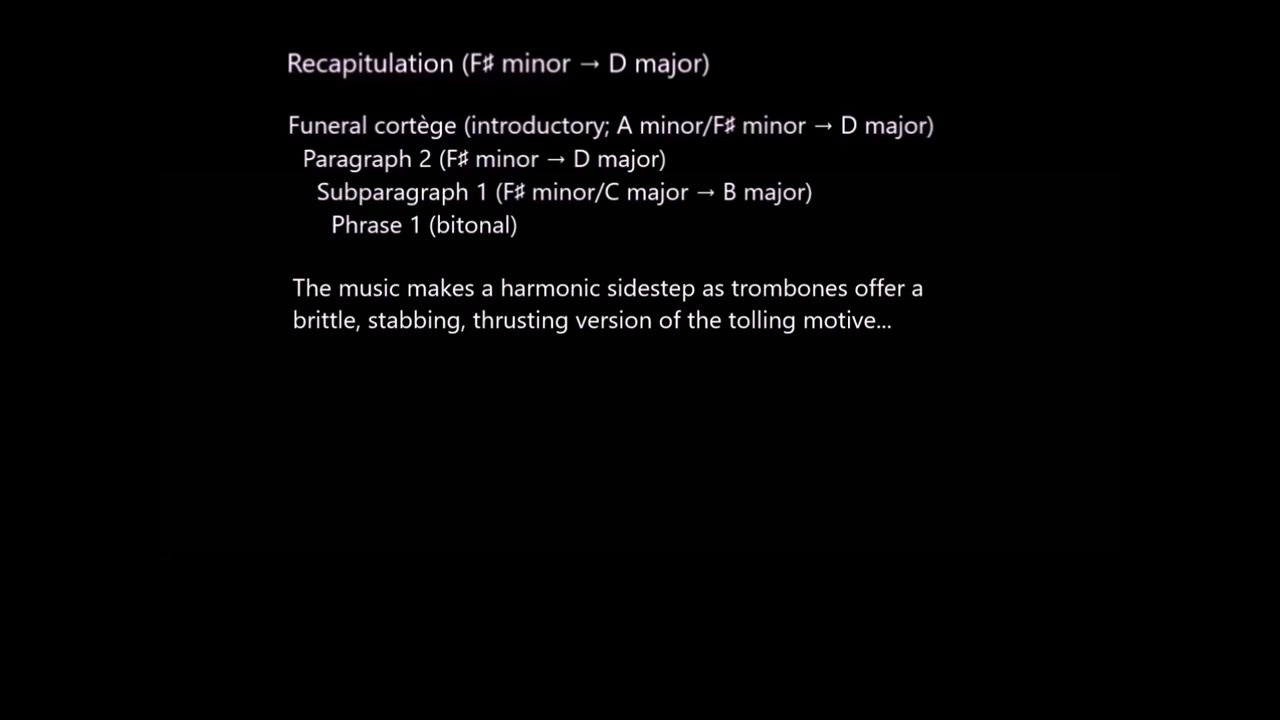 Recapitulation (F♯ minor → D major)
Funeral cortège (introductory; A minor/F♯ minor → D major)
Paragraph 2 (F♯ minor → D major)
Subparagraph 1 (F♯ minor/C major → B major)
Phrase 1 (bitonal)
The music makes a harmonic sidestep as trombones offer a
brittle, stabbing, thrusting version of the tolling motive...